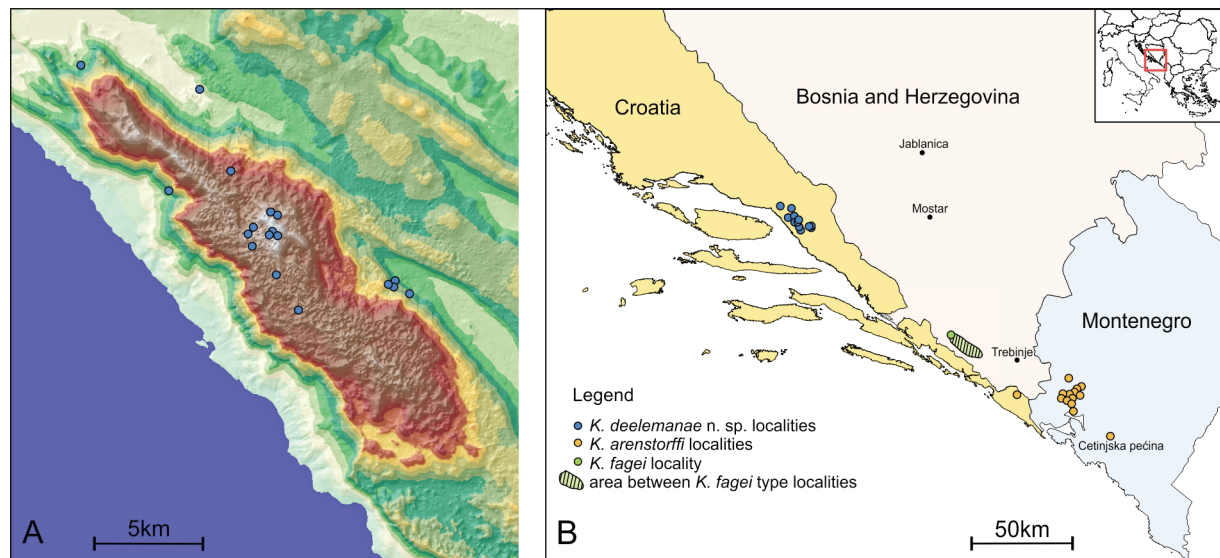 A
5km
B
Croatia
Bosnia and Herzegovina
Jablanica
Mostar
Montenegro
Trebinje
Cetinjska pećina
Legend
K. deelemanae n. sp. localities
K. arenstorffi localities
K. fagei locality
area between K. fagei type localities
50km